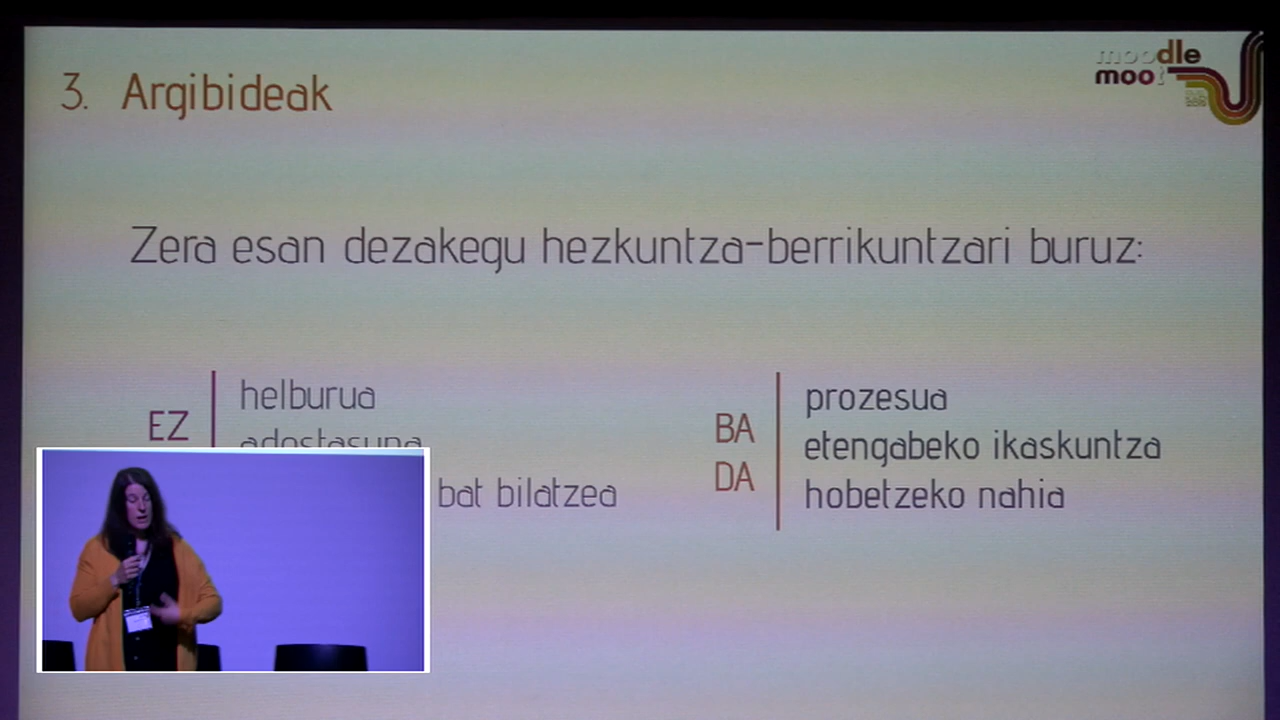 3. Argibideak
moodle
moot
Zera esan dezakegu hezkuntza-berrikuntzari buruz:
EZ
helburua
adostasuna
bat bilatzea
BA
DA
prozesua
etengabeko ikaskuntza
hobetzeko nahia